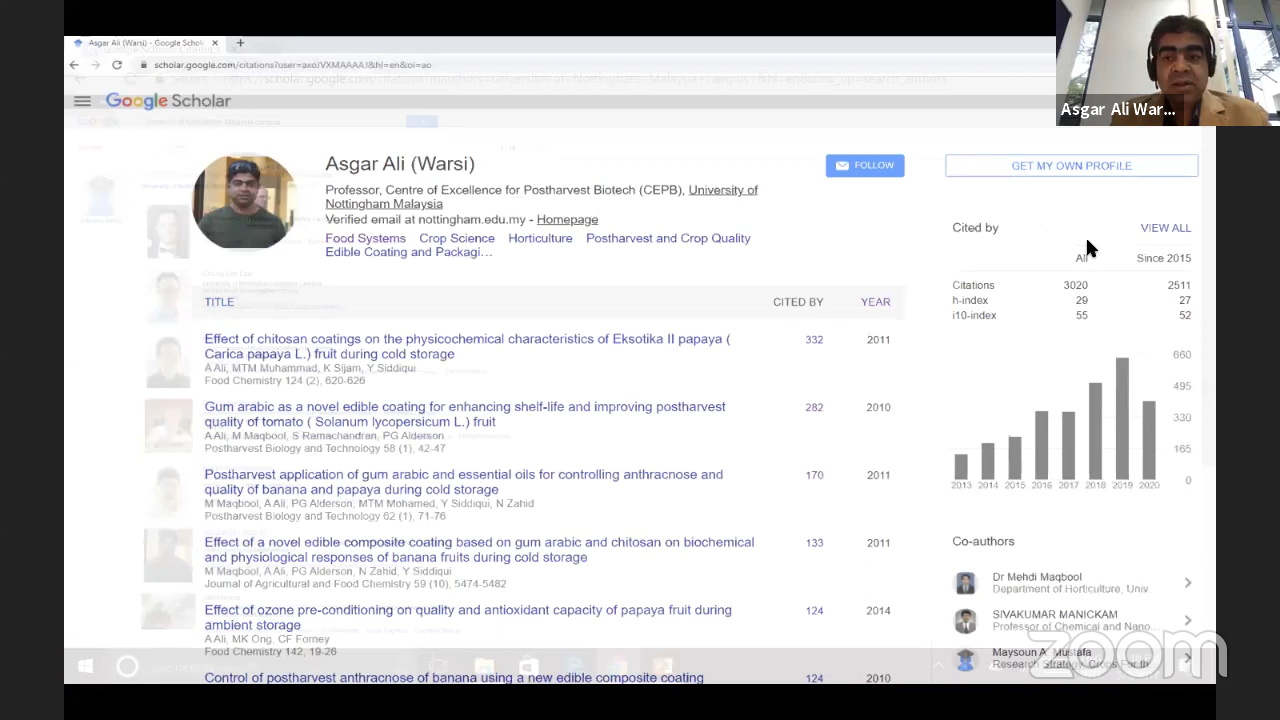 Asgar Ali (Warsi) - Google Schol
scholar.google.com/citations?user=axoJVXMAAAAJ&hl=en&oi=ao
Google Scholar
Asgar Ali War...
Asgar Ali (Warsi)
FOLLOW
GET MY OWN PROFILE
Professor, Centre of Excellence for Postharvest Biotech (CEPB), University of
Nottingham Malaysia
Verified email at nottingham.edu.my - Homepage
Food Systems Crop Science Horticulture Postharvest and Crop Quality
Edible Coating and Packagi…
Cited by VIEW ALL
All Since 2015
Citations 3020 2511
h-index 29 27
i10-index 55 52
660
495
330
165
0
2013 2014 2015 2016 2017 2018 2019 2020
TITLE CITED BY YEAR
Effect of chitosan coatings on the physicochemical characteristics of Eksotika II papaya ( 332 2011
Carica papaya L.) fruit during cold storage
A Ali, MTM Muhammad, K Sijam, Y Siddiqui
Food Chemistry 124 (2), 620-626
Gum arabic as a novel edible coating for enhancing shelf-life and improving postharvest 282 2010
quality of tomato ( Solanum lycopersicum L.) fruit
A Ali, M Maqbool, S Ramachandran, PG Alderson
Postharvest Biology and Technology 58 (1), 42-47
Postharvest application of gum arabic and essential oils for controlling anthracnose and 170 2011
quality of banana and papaya during cold storage
M Maqbool, A Ali, PG Alderson, MTM Mohamed, Y Siddiqui, N Zahid
Postharvest Biology and Technology 62 (1), 71-76
Effect of a novel edible composite coating based on gum arabic and chitosan on biochemical 133 2011
and physiological responses of banana fruits during cold storage
M Maqbool, A Ali, PG Alderson, N Zahid, Y Siddiqui
Journal of Agricultural and Food Chemistry 59 (10), 5474-5482
Effect of ozone pre-conditioning on quality and antioxidant capacity of papaya fruit during 124 2014
ambient storage
A Ali, MK Ong, CF Forney
Food Chemistry 142, 19-26
Control of postharvest anthracnose of banana using a new edible composite coating 124 2010
Co-authors
Dr Mehdi Maqbool
Department of Horticulture, Univ...
SIVAKUMAR MANICKAM
Professor of Chemical and Nano...
Maysoun A. Mustafa
Research Strategy, Crops For th...
zoom